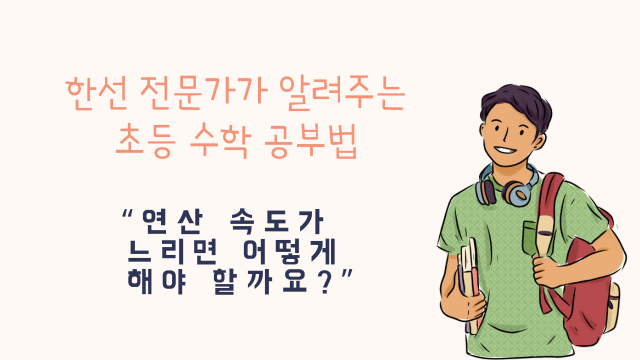 한선 전문가가 알려주는
초등 수학 공부법
“연산 속도가
느리면 어떻게
해야 할까요?”